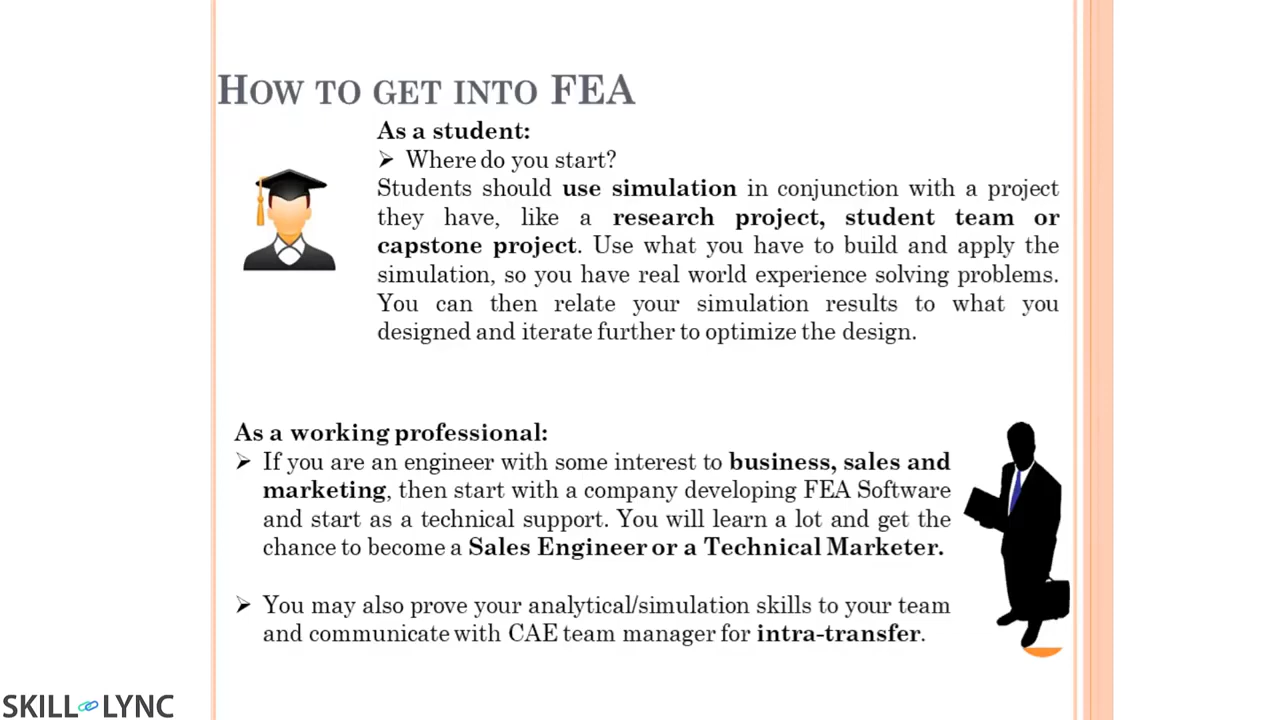 HOW TO GET INTO FEA
As a student:
➢ Where do you start?
Students should use simulation in conjunction with a project
they have, like a research project, student team or
capstone project. Use what you have to build and apply the
simulation, so you have real world experience solving problems.
You can then relate your simulation results to what you
designed and iterate further to optimize the design.
As a working professional:
➢ If you are an engineer with some interest to business, sales and
marketing, then start with a company developing FEA Software
and start as a technical support. You will learn a lot and get the
chance to become a Sales Engineer or a Technical Marketer.
➢ You may also prove your analytical/simulation skills to your team
and communicate with CAE team manager for intra-transfer.
SKILL LYNC